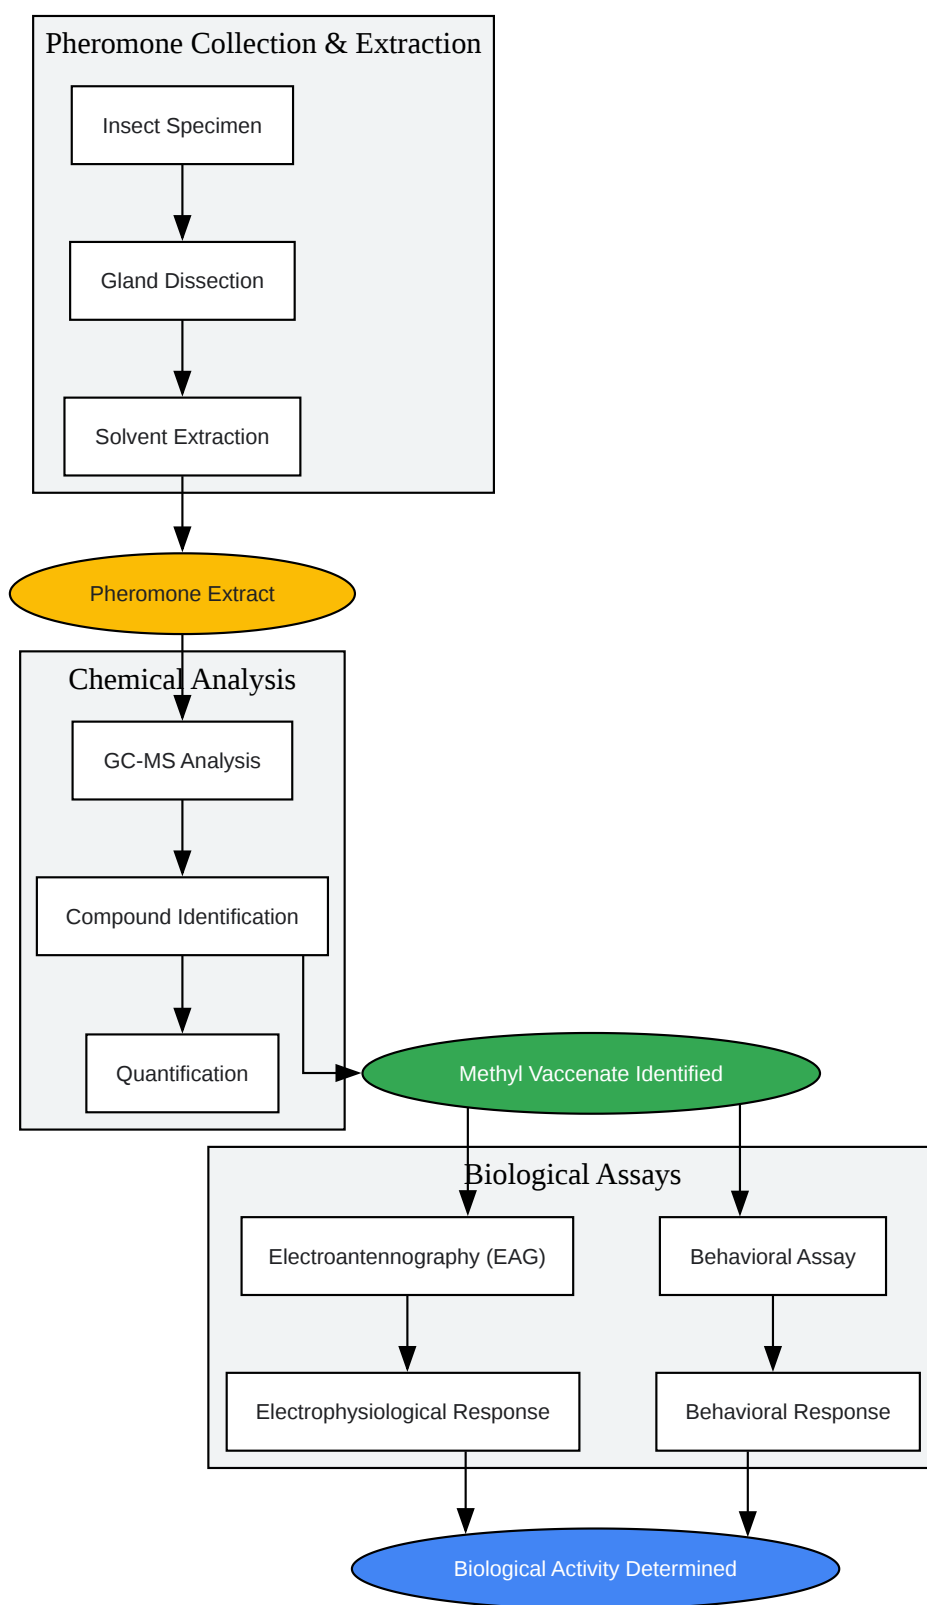 Pheromone Collection & Extraction
Insect Specimen
Gland Dissection
Solvent Extraction
Pheromone Extract
Chemical Analysis
GC-MS Analysis
Compound Identification
Quantification
Methyl Vaccenate Identified
Biological Assays
Electroantennography (EAG)
Behavioral Assay
Electrophysiological Response
Behavioral Response
Biological Activity Determined